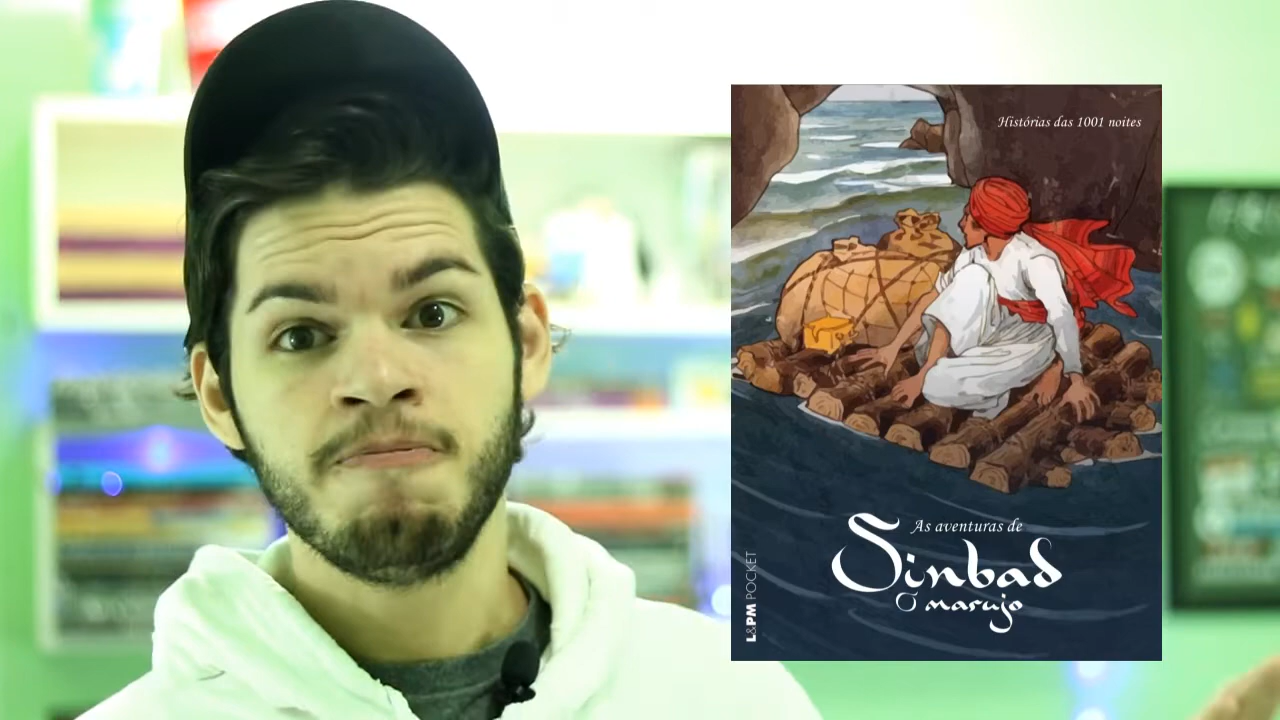 Histórias das 1001 noites
As aventuras de
Sinbad
O marujo
L&PM POCKET